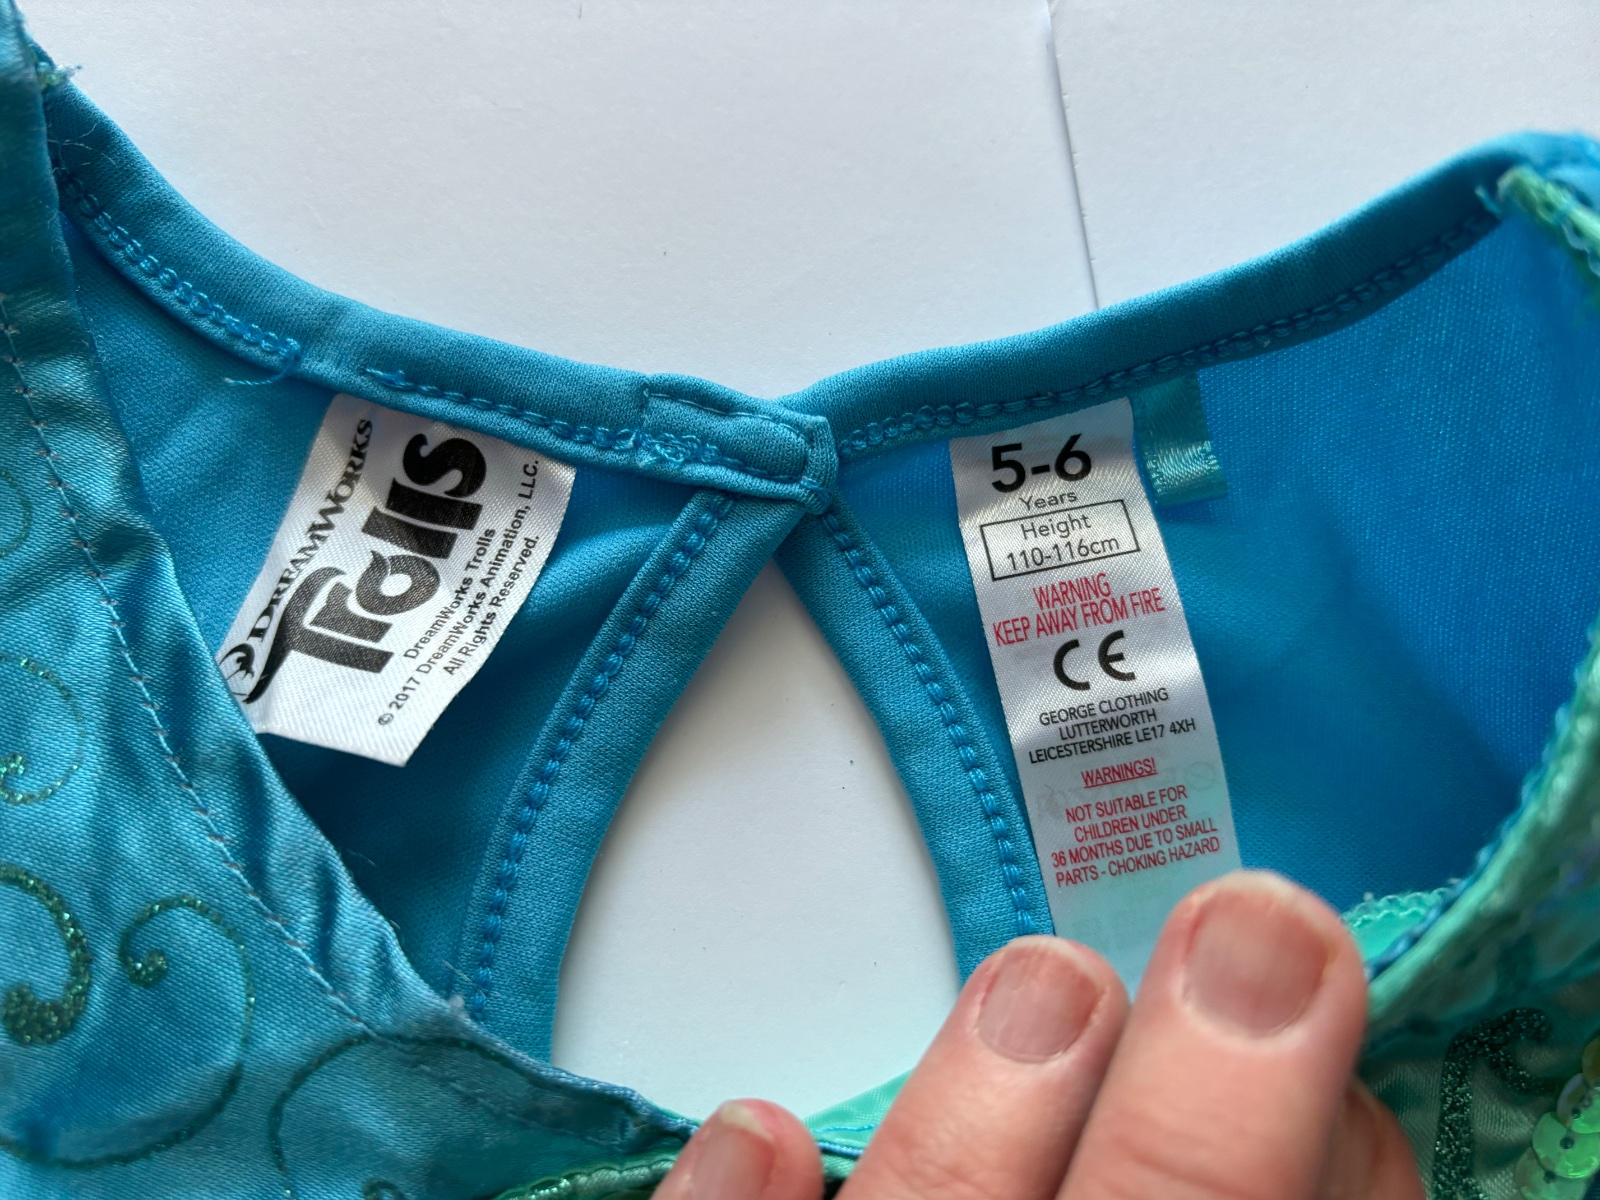 DREAMWORKS
Trolls
DreamWorks Trolls
© 2017 DreamWorks Animation, LLC.
All Rights Reserved.
5-6
Years
Height
110-116cm
WARNING
KEEP AWAY FROM FIRE
CE
GEORGE CLOTHING
LUTTERWORTH
LEICESTERSHIRE LE17 4XH
WARNINGS!
NOT SUITABLE FOR
CHILDREN UNDER
36 MONTHS DUE TO SMALL
PARTS - CHOKING HAZARD